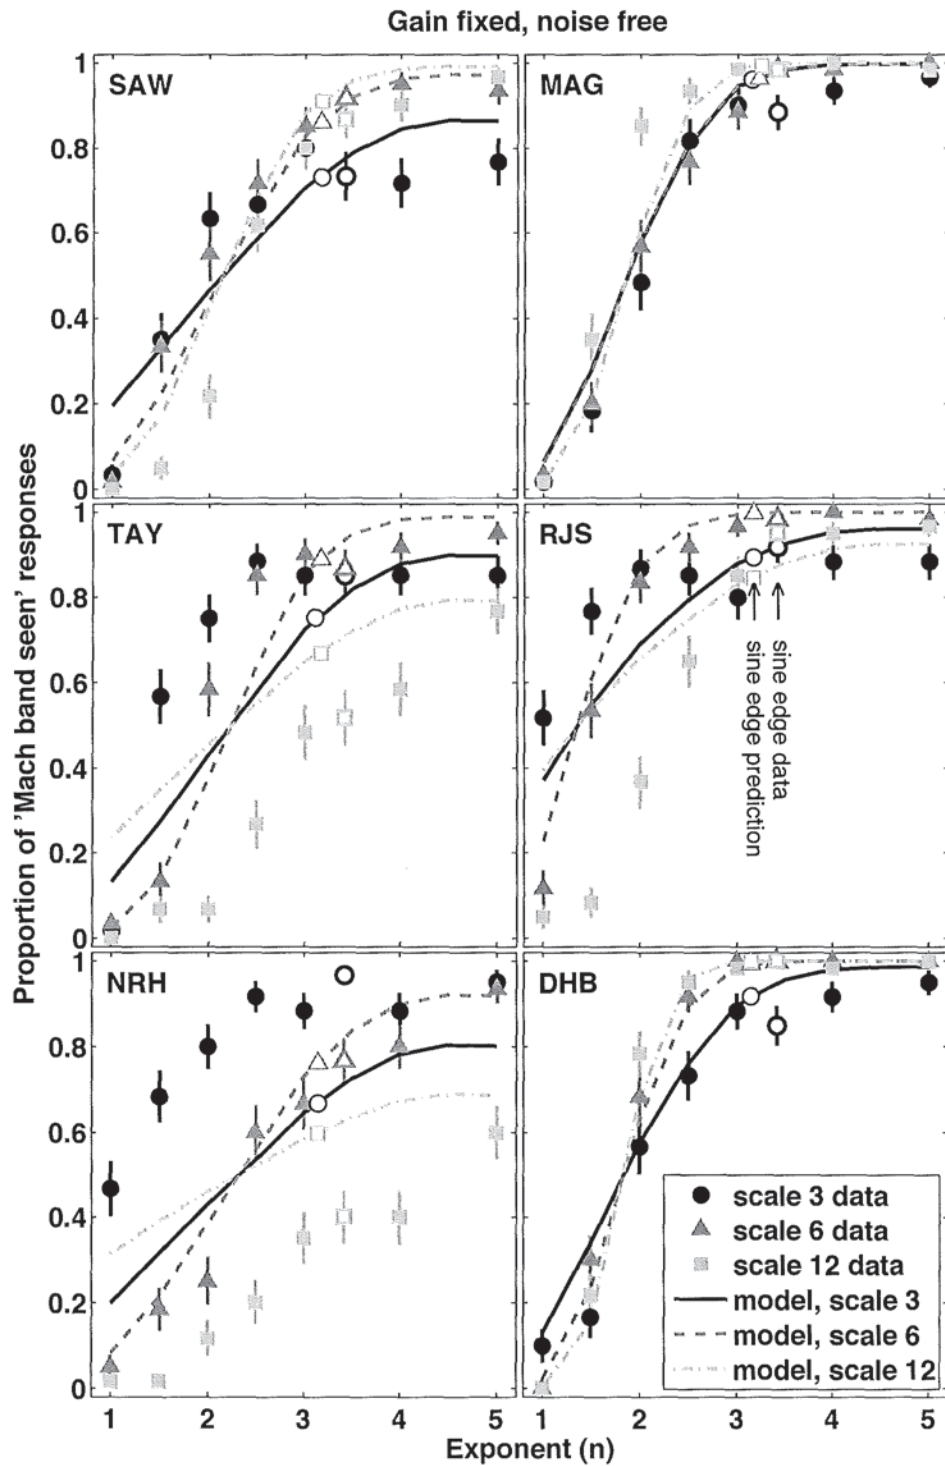 Gain fixed, noise free
Proportion of 'Mach band seen' responses
SAW
1
0.8
0.6
0.4
0.2
0
MAG
TAY
1
0.8
0.6
0.4
0.2
0
RJS
sine edge prediction
sine edge data
NRH
1
0.8
0.6
0.4
0.2
0
DHB
scale 3 data
scale 6 data
scale 12 data
model, scale 3
model, scale 6
model, scale 12
1 2 3 4 5
1 2 3 4 5
Exponent (n)